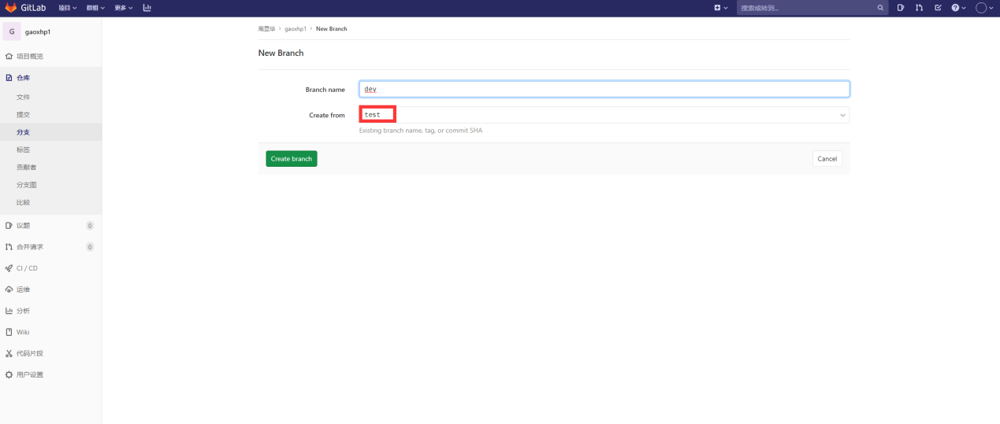 GitLab 项目 群组 更多 搜索或转到...
G gaoxhp1
高显华 > gaoxhp1 > New Branch
项目概览
New Branch
仓库
Branch name dev
文件
提交
Create from test
Existing branch name, tag, or commit SHA
分支
标签
Create branch Cancel
贡献者
分支图
比较
议题 0
合并请求 0
CI / CD
运维
分析
Wiki
代码片段
用户设置